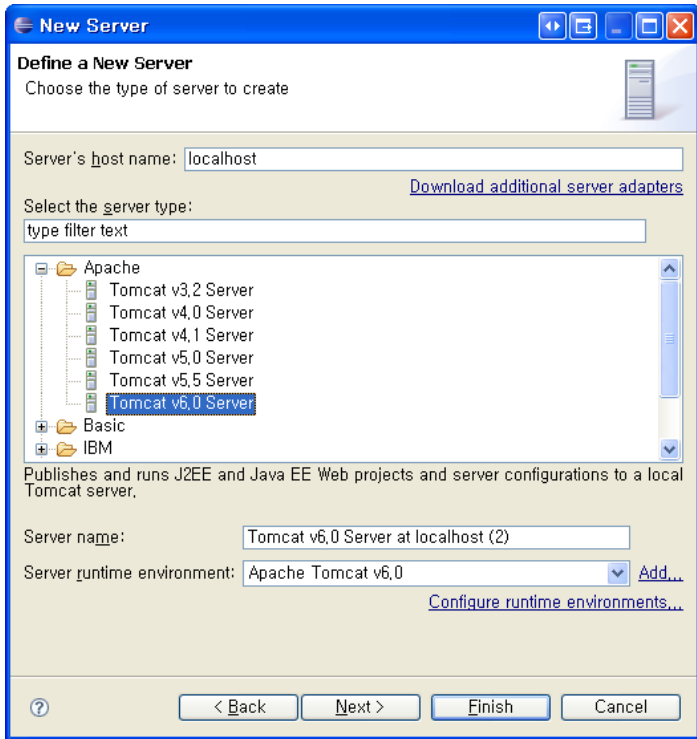 New Server
Define a New Server
Choose the type of server to create
Server's host name: localhost
Download additional server adapters
Select the server type:
type filter text
Apache
Tomcat v3.2 Server
Tomcat v4.0 Server
Tomcat v4.1 Server
Tomcat v5.0 Server
Tomcat v5.5 Server
Tomcat v6.0 Server
Basic
IBM
Publishes and runs J2EE and Java EE Web projects and server configurations to a local
Tomcat server.
Server name: Tomcat v6.0 Server at localhost (2)
Server runtime environment: Apache Tomcat v6.0 Add...
Configure runtime environments...
? < Back Next > Finish Cancel